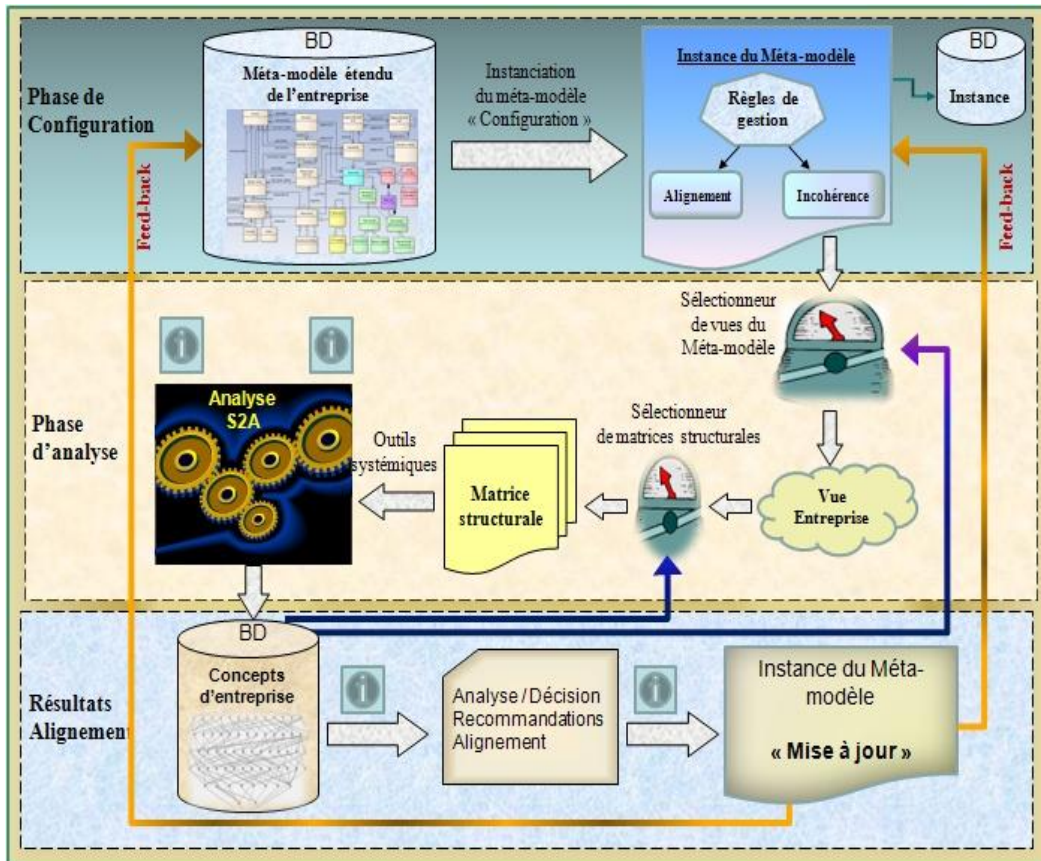 BD
Méta-modèle étendu
de l'entreprise
Instanciation
du méta-modèle
« Configuration »
Instance du Méta-modèle
Règles de
gestion
Alignement
Incohérence
BD
Instance
Phase de
Configuration
Feed-back
Feed-back
Sélectionneur
de vues du
Méta-modèle
Phase
d'analyse
Analyse
S2A
Outils
systémiques
Matrice
structurale
Sélectionneur
de matrices structurales
Vue
Entreprise
Résultats
Alignement
BD
Concepts
d'entreprise
Analyse / Décision
Recommandations
Alignement
Instance du Méta-
modèle
« Mise à jour »